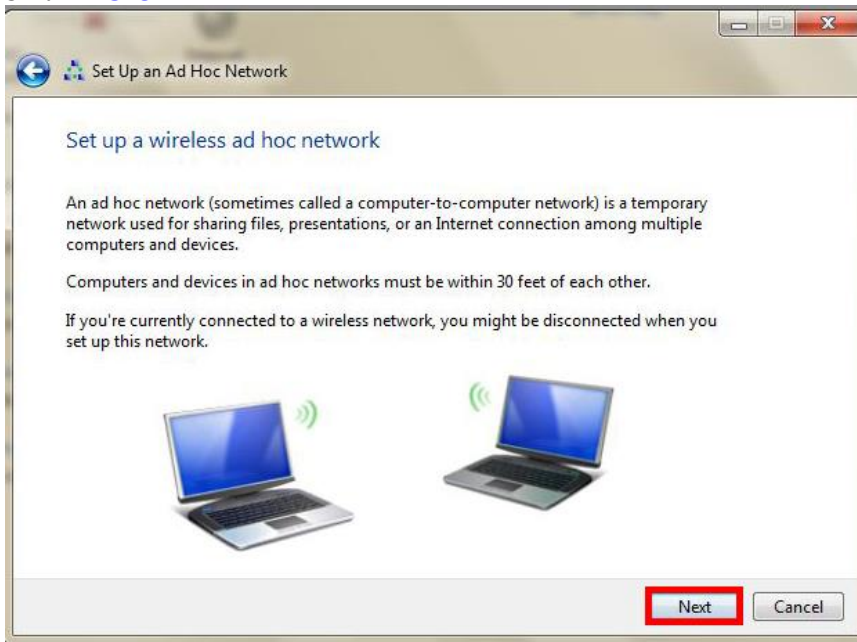 Set Up an Ad Hoc Network
Set up a wireless ad hoc network
An ad hoc network (sometimes called a computer-to-computer network) is a temporary
network used for sharing files, presentations, or an Internet connection among multiple
computers and devices.
Computers and devices in ad hoc networks must be within 30 feet of each other.
If you're currently connected to a wireless network, you might be disconnected when you
set up this network.
Next Cancel